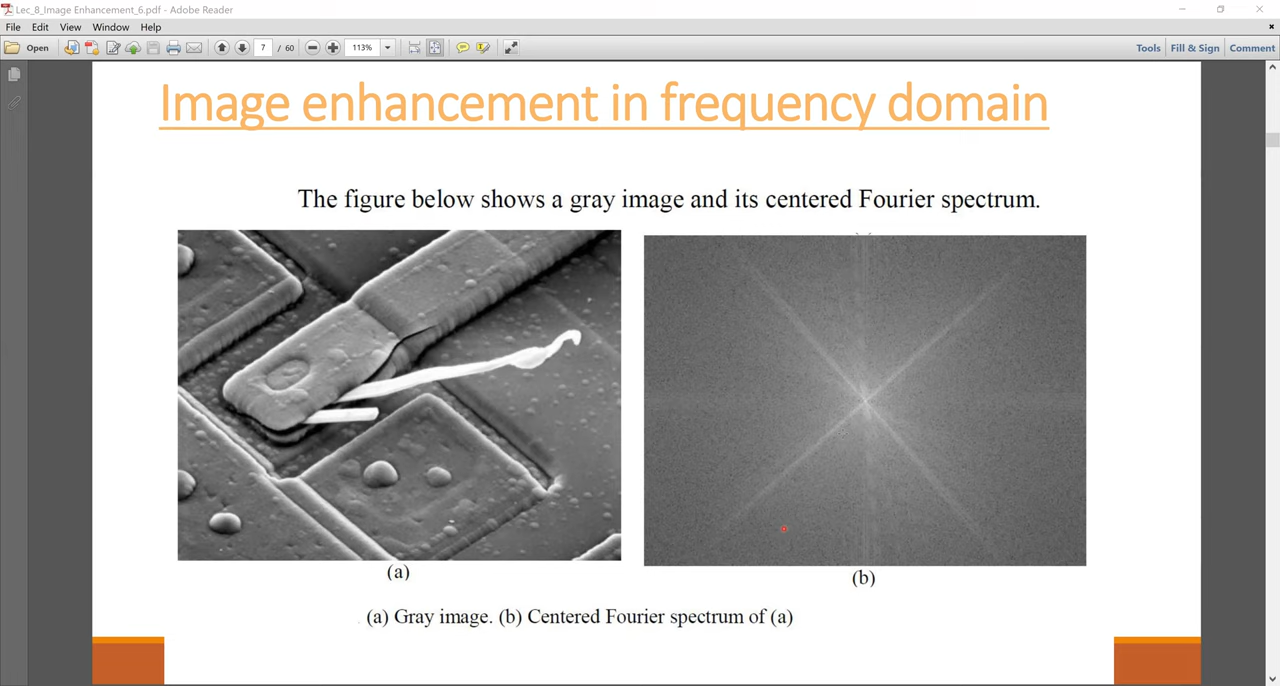 Lec_8_Image Enhancement_6.pdf - Adobe Reader
File Edit View Window Help
Open 7 / 60 113% Tools Fill & Sign Comment
Image enhancement in frequency domain
The figure below shows a gray image and its centered Fourier spectrum.
(a)
(b)
(a) Gray image. (b) Centered Fourier spectrum of (a)